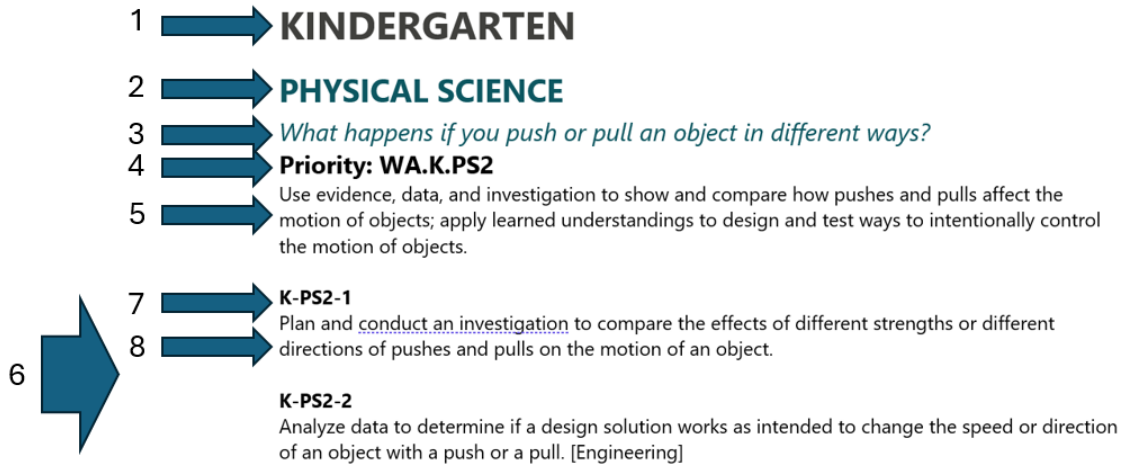 1 KINDERGARTEN
2 PHYSICAL SCIENCE
3 What happens if you push or pull an object in different ways?
4 Priority: WA.K.PS2
Use evidence, data, and investigation to show and compare how pushes and pulls affect the
5 motion of objects; apply learned understandings to design and test ways to intentionally control
the motion of objects.
7 K-PS2-1
Plan and conduct an investigation to compare the effects of different strengths or different
8 directions of pushes and pulls on the motion of an object.
6
K-PS2-2
Analyze data to determine if a design solution works as intended to change the speed or direction
of an object with a push or a pull. [Engineering]